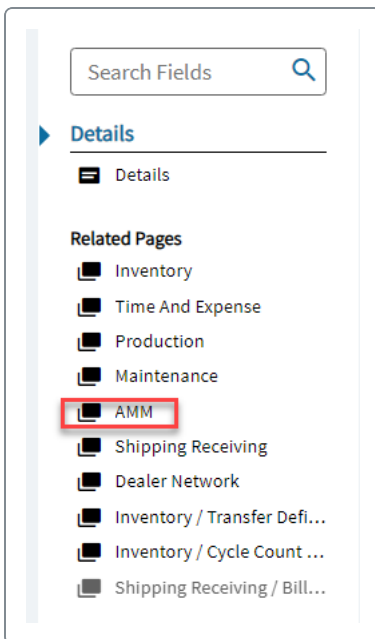 Search Fields
Details
Details
Related Pages
Inventory
Time And Expense
Production
Maintenance
AMM
Shipping Receiving
Dealer Network
Inventory / Transfer Defi...
Inventory / Cycle Count ...
Shipping Receiving / Bill...